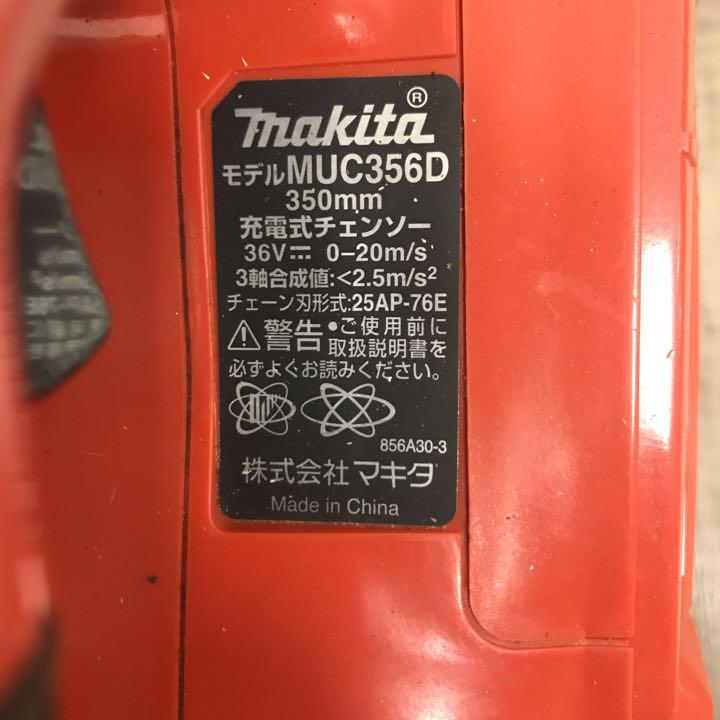 makita®
モデルMUC356D
350mm
充電式チェンソー
36V⎓ 0-20m/s
3軸合成値:<2.5m/s²
チェーン刃形式:25AP-76E
⚠警告 •ご使用前に
取扱説明書を
必ずよくお読みください。
856A30-3
株式会社マキタ
Made in China